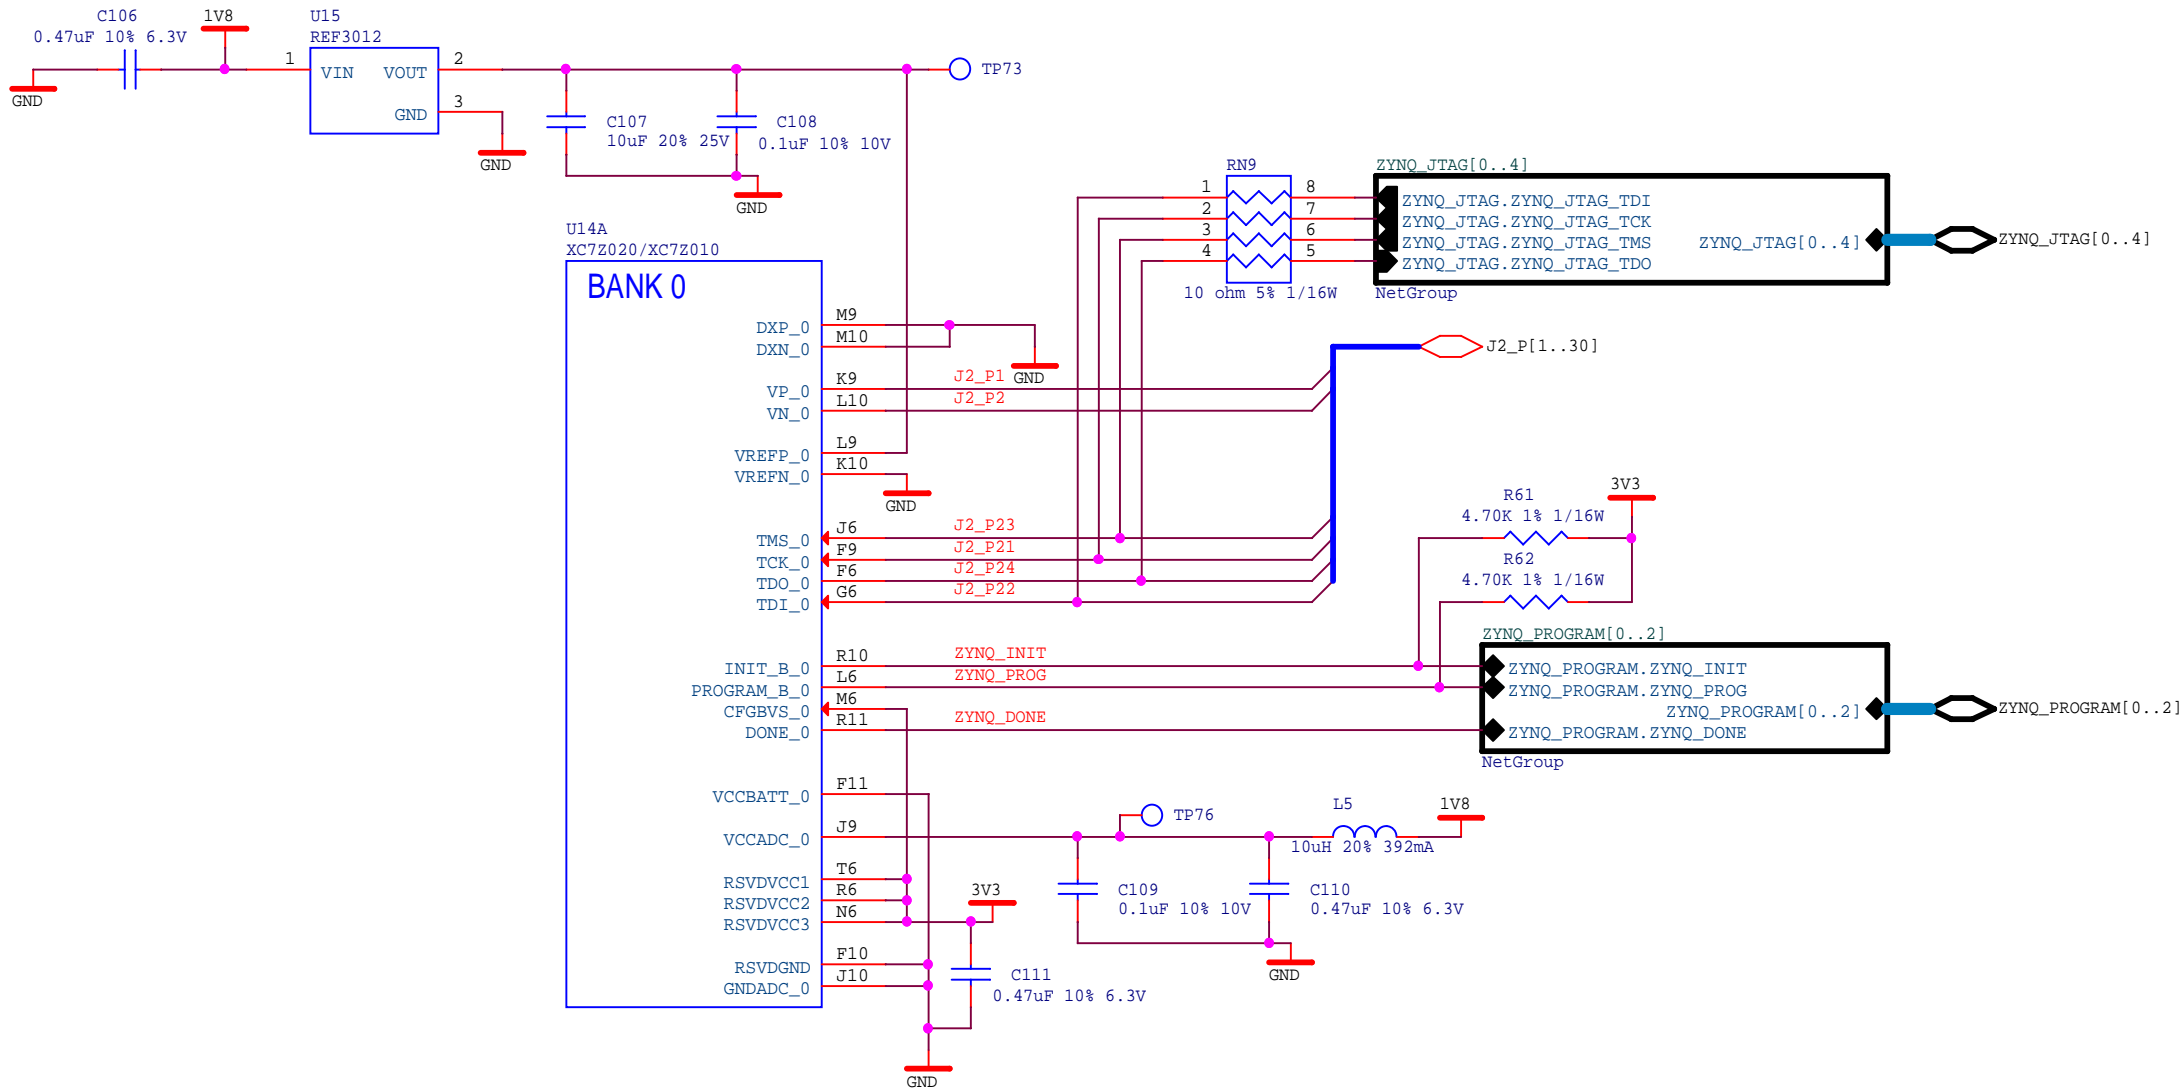 C106
0.47uF 10% 6.3V
1V8
GND
U15
REF3012
1
VIN
VOUT
2
GND
3
GND
TP73
C107
10uF 20% 25V
C108
0.1uF 10% 10V
GND
RN9
1
2
3
4
8
7
6
5
10 ohm 5% 1/16W
ZYNQ_JTAG[0..4]
ZYNQ_JTAG.ZYNQ_JTAG_TDI
ZYNQ_JTAG.ZYNQ_JTAG_TCK
ZYNQ_JTAG.ZYNQ_JTAG_TMS
ZYNQ_JTAG.ZYNQ_JTAG_TDO
ZYNQ_JTAG[0..4]
NetGroup
ZYNQ_JTAG[0..4]
U14A
XC7Z020/XC7Z010
BANK 0
DXP_0 M9
DXN_0 M10
GND
VP_0 K9 J2_P1
VN_0 L10 J2_P2
J2_P[1..30]
VREFP_0 L9
VREFN_0 K10
GND
TMS_0 J6 J2_P23
TCK_0 F9 J2_P21
TDO_0 F6 J2_P24
TDI_0 G6 J2_P22
R61
4.70K 1% 1/16W
3V3
R62
4.70K 1% 1/16W
INIT_B_0 R10 ZYNQ_INIT
PROGRAM_B_0 L6 ZYNQ_PROG
CFGBVS_0 M6
DONE_0 R11 ZYNQ_DONE
ZYNQ_PROGRAM[0..2]
ZYNQ_PROGRAM.ZYNQ_INIT
ZYNQ_PROGRAM.ZYNQ_PROG
ZYNQ_PROGRAM[0..2]
ZYNQ_PROGRAM.ZYNQ_DONE
NetGroup
ZYNQ_PROGRAM[0..2]
VCCBATT_0 F11
VCCADC_0 J9
TP76
L5
10uH 20% 392mA
1V8
RSVDVCC1 T6
RSVDVCC2 R6
RSVDVCC3 N6
3V3
C109
0.1uF 10% 10V
C110
0.47uF 10% 6.3V
GND
RSVDGND F10
GNDADC_0 J10
C111
0.47uF 10% 6.3V
GND